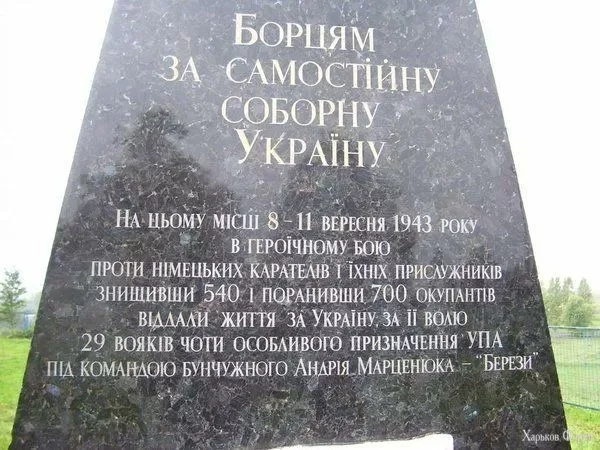 Борцям
за самостійну
соборну
Україну
На цьому місці 8-11 вересня 1943 року
в героїчному бою
проти німецьких карателів і їхніх прислужників
знищивши 540 і поранивши 700 окупантів
віддали життя за Україну, за її волю
29 вояків чоти особливого призначення УПА
під командою бунчужного Андрія Марценюка – "Берези"
Харьков